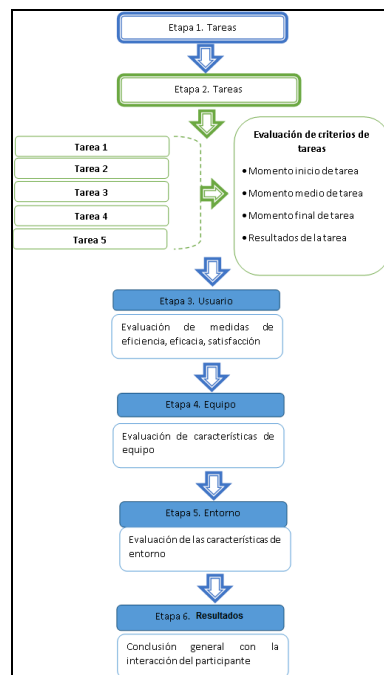 Etapa 1. Tareas
Etapa 2. Tareas
Tarea 1
Tarea 2
Tarea 3
Tarea 4
Tarea 5
Evaluación de criterios de
tareas
• Momento inicio de tarea
• Momento medio de tarea
• Momento final de tarea
• Resultados de la tarea
Etapa 3. Usuario
Evaluación de medidas de
eficiencia, eficacia, satisfacción
Etapa 4. Equipo
Evaluación de características de
equipo
Etapa 5. Entorno
Evaluación de las características de
entorno
Etapa 6. Resultados
Conclusión general con la
interacción del participante